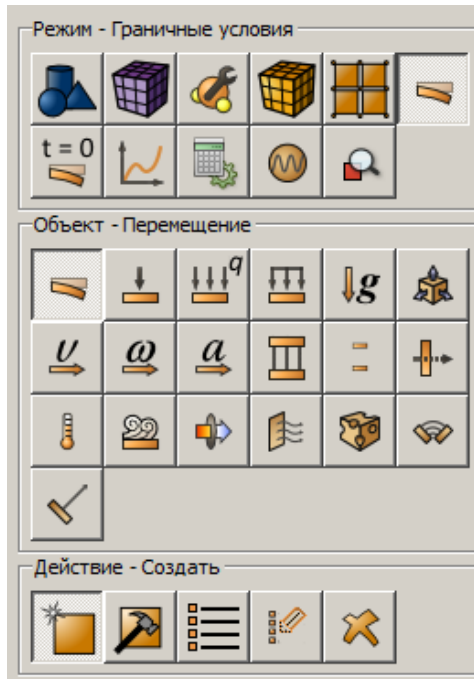 Режим - Граничные условия
t = 0
Объект - Перемещение
q
g
υ
ω
a
Действие - Создать